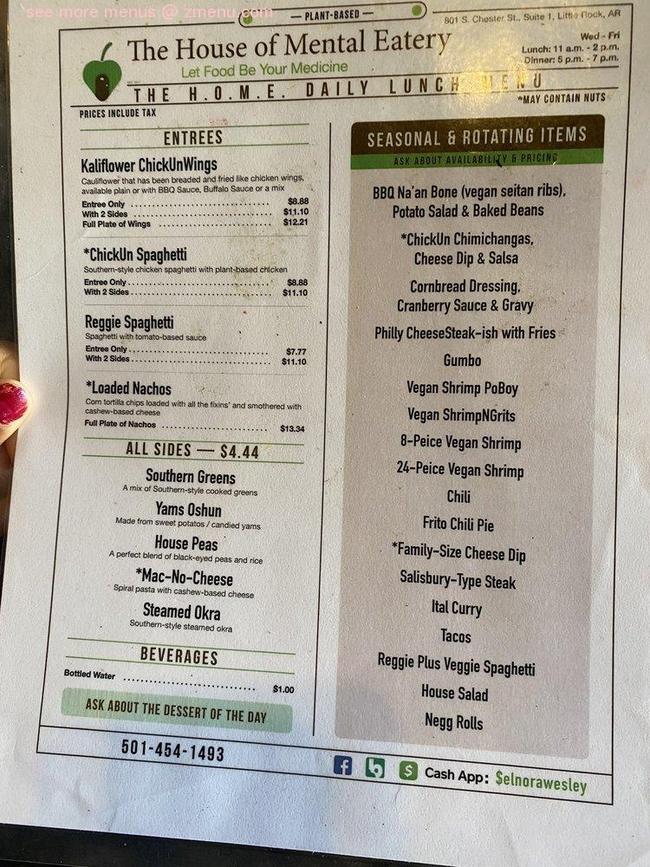 see more menus @ zmenu.com
— PLANT-BASED —
801 S. Chester St., Suite 1, Little Rock, AR
The House of Mental Eatery
Let Food Be Your Medicine
Wed - Fri
Lunch: 11 a.m. - 2 p.m.
Dinner: 5 p.m. - 7 p.m.
THE H.O.M.E. DAILY LUNCH MENU
*MAY CONTAIN NUTS
PRICES INCLUDE TAX
ENTREES
Kaliflower ChickUnWings
Cauliflower that has been breaded and fried like chicken wings,
available plain or with BBQ Sauce, Buffalo Sauce or a mix
Entree Only ........ $8.88
With 2 Sides ........ $11.10
Full Plate of Wings ........ $12.21
*ChickUn Spaghetti
Southern-style chicken spaghetti with plant-based chicken
Entree Only ........ $8.88
With 2 Sides ........ $11.10
Reggie Spaghetti
Spaghetti with tomato-based sauce
Entree Only ........ $7.77
With 2 Sides ........ $11.10
*Loaded Nachos
Corn tortilla chips loaded with all the fixins' and smothered with
cashew-based cheese
Full Plate of Nachos ........ $13.34
ALL SIDES — $4.44
Southern Greens
A mix of Southern-style cooked greens
Yams Oshun
Made from sweet potatoes / candied yams
House Peas
A perfect blend of black-eyed peas and rice
*Mac-No-Cheese
Spiral pasta with cashew-based cheese
Steamed Okra
Southern-style steamed okra
BEVERAGES
Bottled Water ........ $1.00
ASK ABOUT THE DESSERT OF THE DAY
SEASONAL & ROTATING ITEMS
ASK ABOUT AVAILABILITY & PRICING
BBQ Na'an Bone (vegan seitan ribs),
Potato Salad & Baked Beans
*ChickUn Chimichangas,
Cheese Dip & Salsa
Cornbread Dressing,
Cranberry Sauce & Gravy
Philly CheeseSteak-ish with Fries
Gumbo
Vegan Shrimp PoBoy
Vegan ShrimpNGrits
8-Peice Vegan Shrimp
24-Peice Vegan Shrimp
Chili
Frito Chili Pie
*Family-Size Cheese Dip
Salisbury-Type Steak
Ital Curry
Tacos
Reggie Plus Veggie Spaghetti
House Salad
Negg Rolls
501-454-1493
Cash App: $elnorawesley